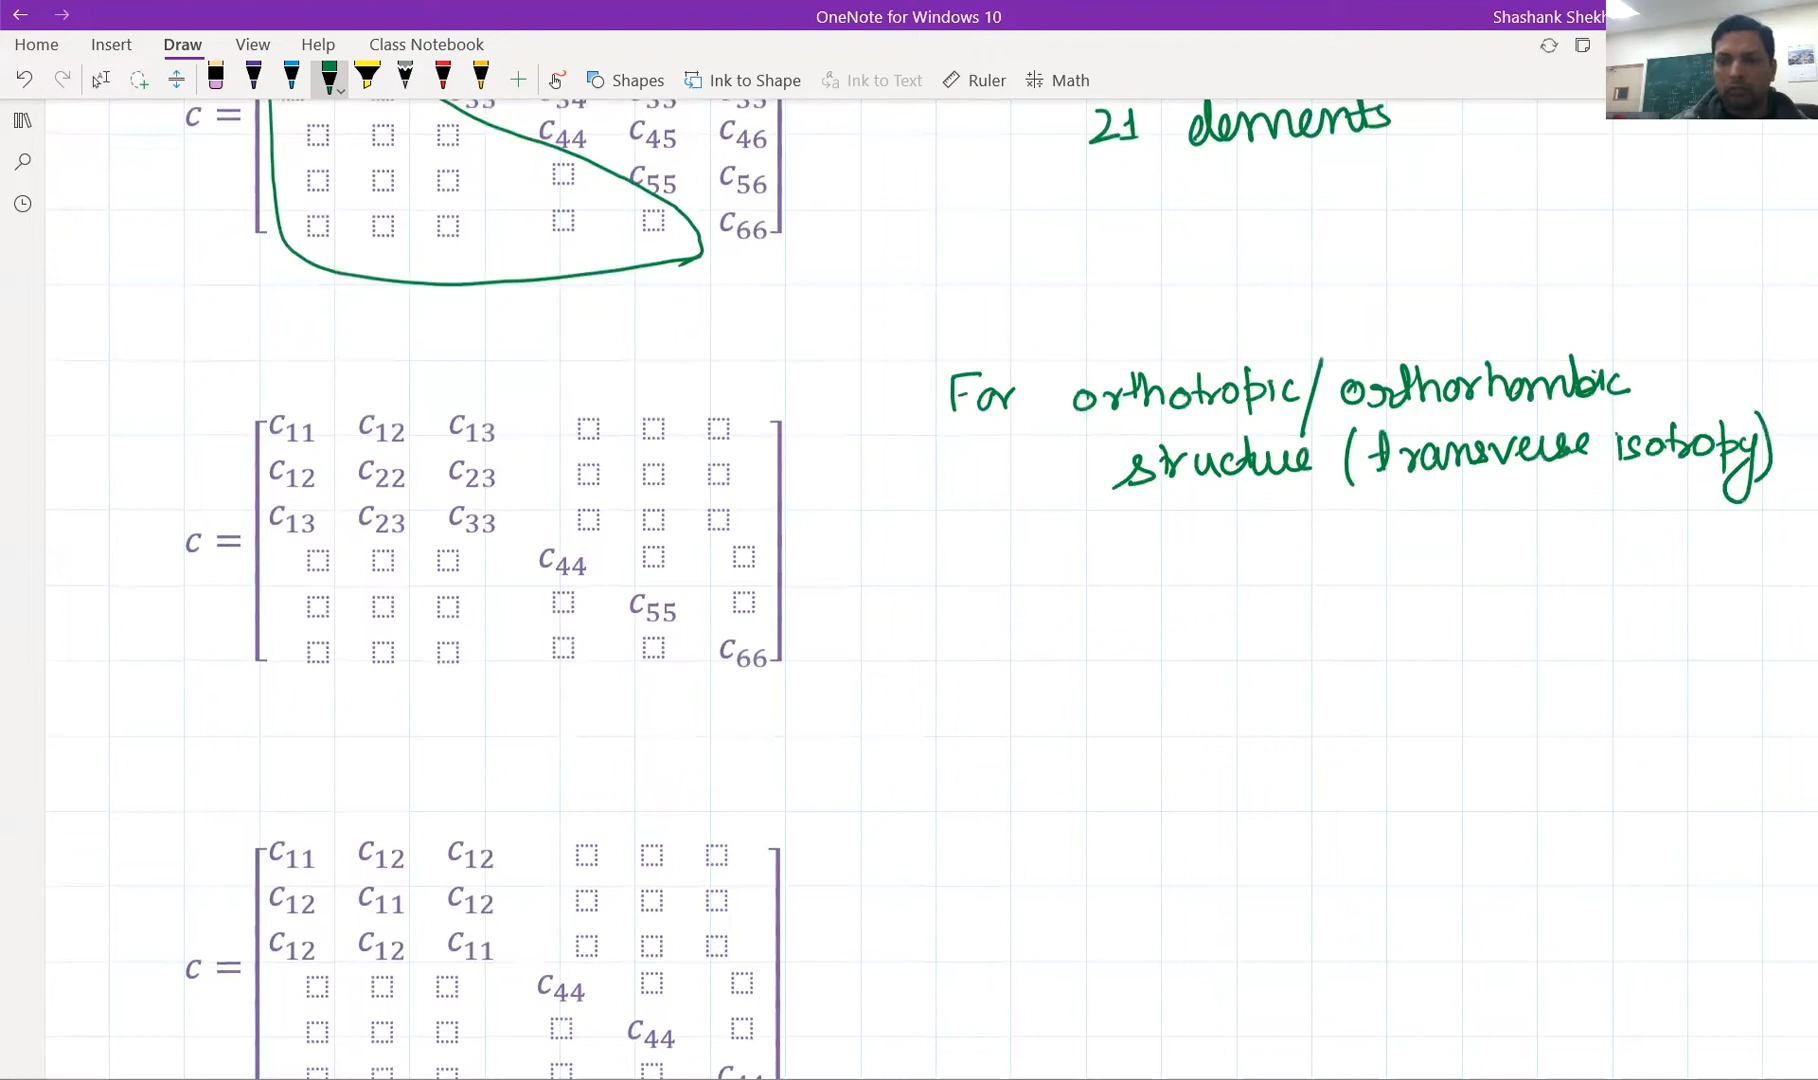 OneNote for Windows 10
Shashank Shekh
Home Insert Draw View Help Class Notebook
Shapes Ink to Shape Ink to Text Ruler Math
c =
c44 c45 c46
c55 c56
c66
21 elements
For orthotropic/orthorhombic
structure (transverse isotropy)
c =
c11 c12 c13
c12 c22 c23
c13 c23 c33
c44
c55
c66
c =
c11 c12 c12
c12 c11 c12
c12 c12 c11
c44
c44